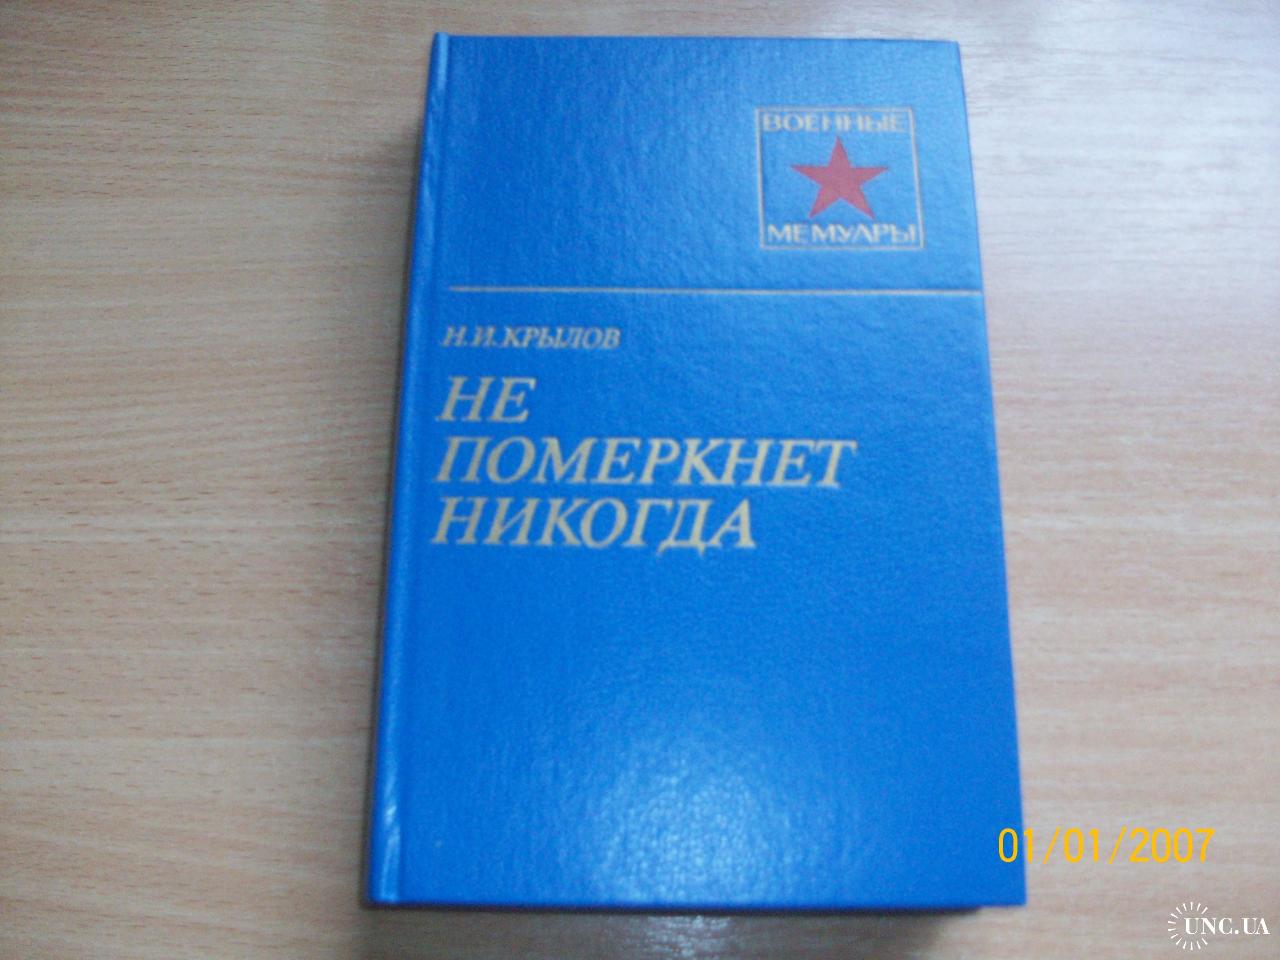 ВОЕННЫЕ
МЕМУАРЫ
Н.И.КРЫЛОВ
НЕ
ПОМЕРКНЕТ
НИКОГДА
01/01/2007
UNC.UA